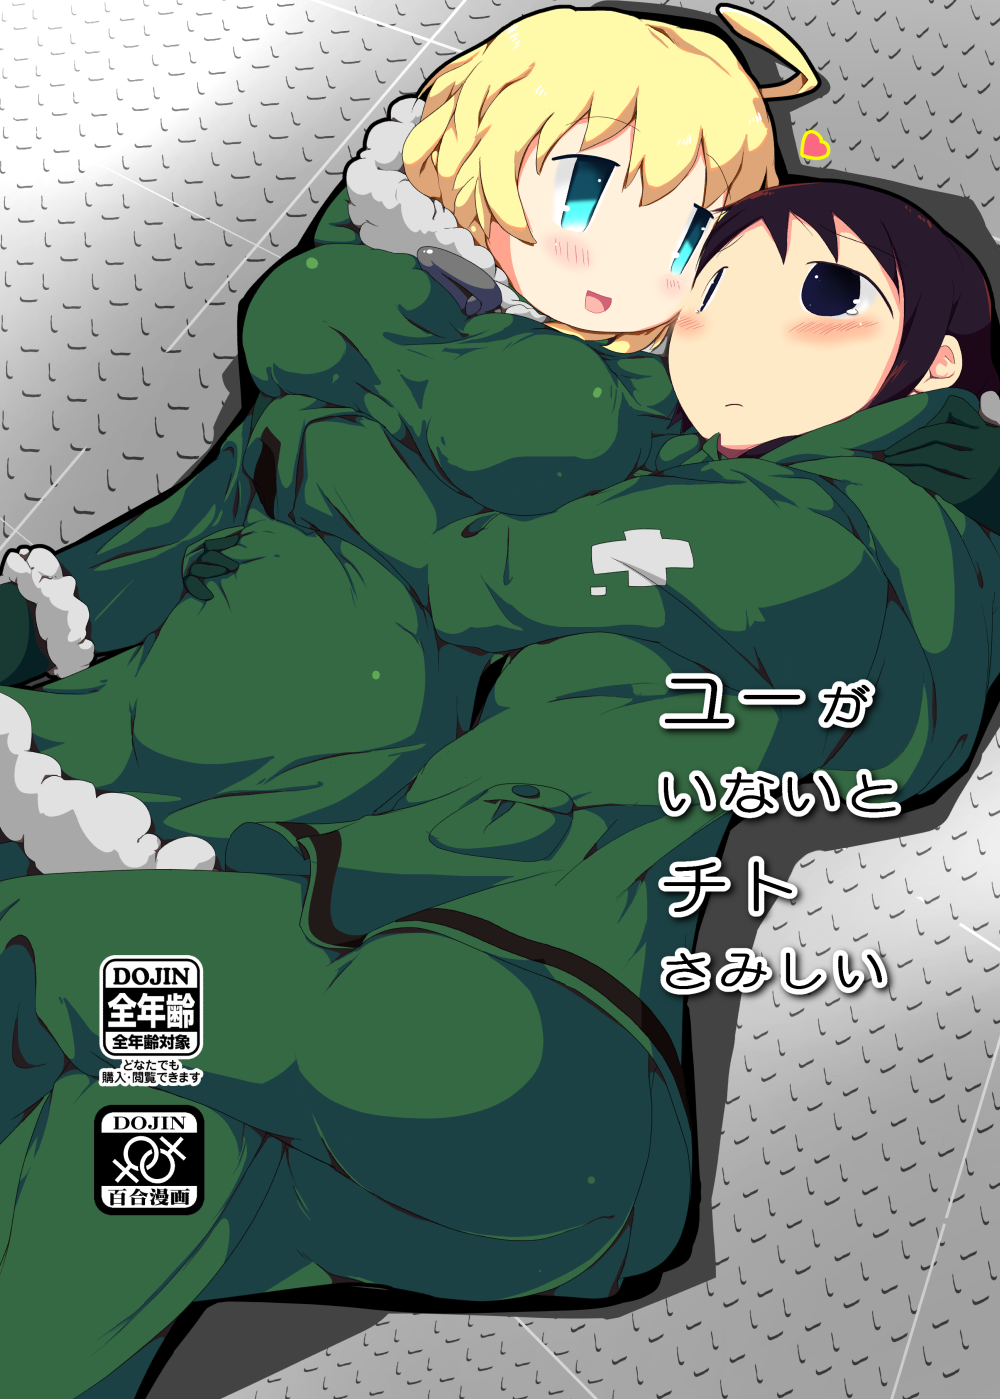 ユーが
いないと
チト
さみしい
DOJIN
全年齢
全年齢対象
どなたでも
購入・閲覧できます
DOJIN
百合漫画